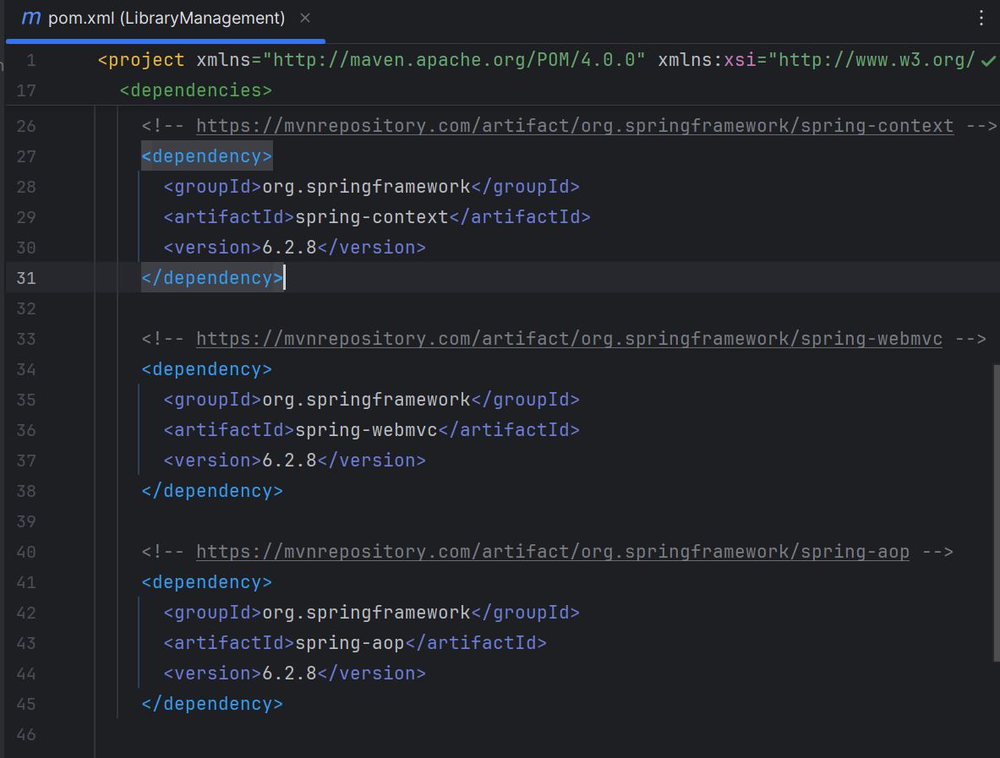 m pom.xml (LibraryManagement) ×
1 <project xmlns="http://maven.apache.org/POM/4.0.0" xmlns:xsi="http://www.w3.org/
17 <dependencies>
26 <!-- https://mvnrepository.com/artifact/org.springframework/spring-context -->
27 <dependency>
28 <groupId>org.springframework</groupId>
29 <artifactId>spring-context</artifactId>
30 <version>6.2.8</version>
31 </dependency>
32
33 <!-- https://mvnrepository.com/artifact/org.springframework/spring-webmvc -->
34 <dependency>
35 <groupId>org.springframework</groupId>
36 <artifactId>spring-webmvc</artifactId>
37 <version>6.2.8</version>
38 </dependency>
39
40 <!-- https://mvnrepository.com/artifact/org.springframework/spring-aop -->
41 <dependency>
42 <groupId>org.springframework</groupId>
43 <artifactId>spring-aop</artifactId>
44 <version>6.2.8</version>
45 </dependency>
46